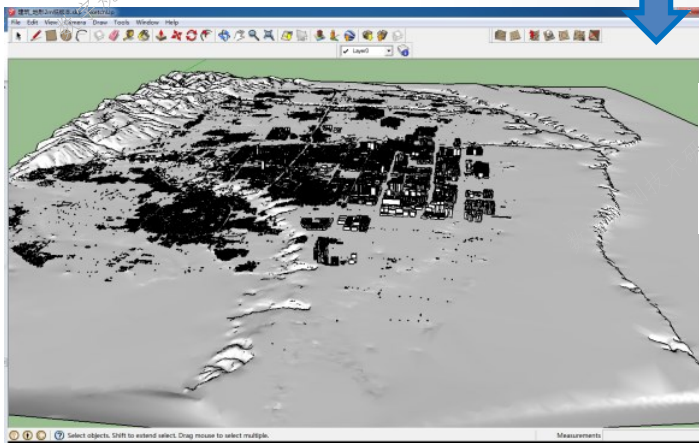 File Edit View Camera Draw Tools Window Help
Layer0
Select objects. Shift to extend select. Drag mouse to select multiple.
Measurements